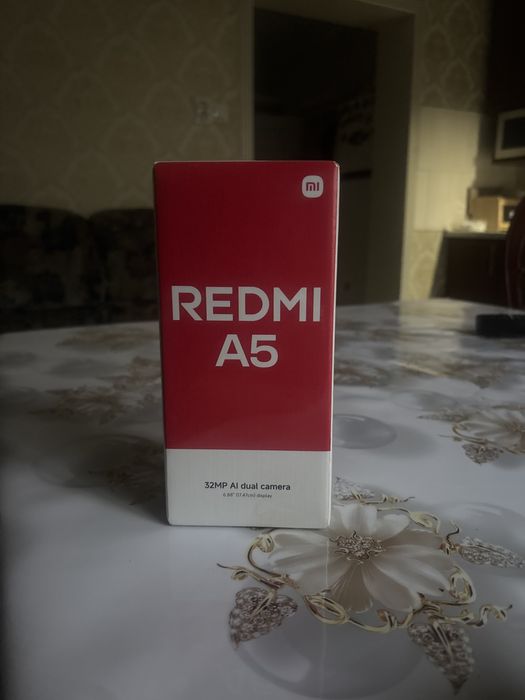 mi
REDMI
A5
32MP AI dual camera
6.88" (17.47cm) display